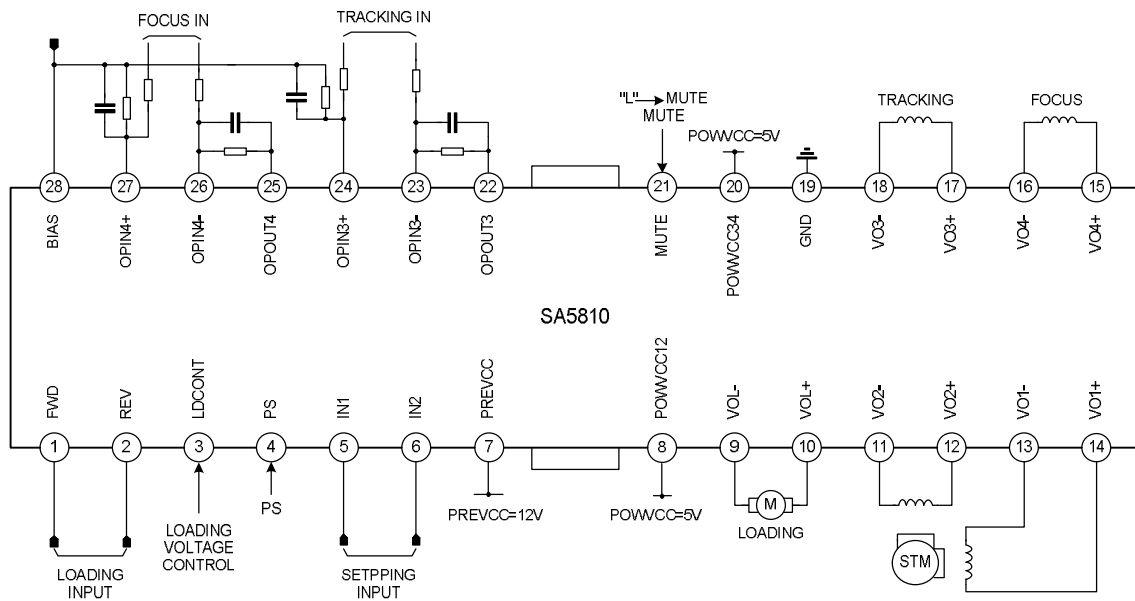 FOCUS IN
TRACKING IN
"L" → MUTE
MUTE
POWVCC=5V
TRACKING
FOCUS
28 27 26 25 24 23 22 21 20 19 18 17 16 15
BIAS
OPIN4+
OPIN4-
OPOUT4
OPIN3+
OPIN3-
OPOUT3
MUTE
POWVCC34
GND
VO3-
VO3+
VO4-
VO4+
SA5810
FWD
REV
LDCONT
PS
IN1
IN2
PREVCC
POWVCC12
VOL-
VOL+
VO2-
VO2+
VO1-
VO1+
1 2 3 4 5 6 7 8 9 10 11 12 13 14
LOADING
INPUT
LOADING
VOLTAGE
CONTROL
PS
SETPPING
INPUT
PREVCC=12V
POWVCC=5V
M
LOADING
STM